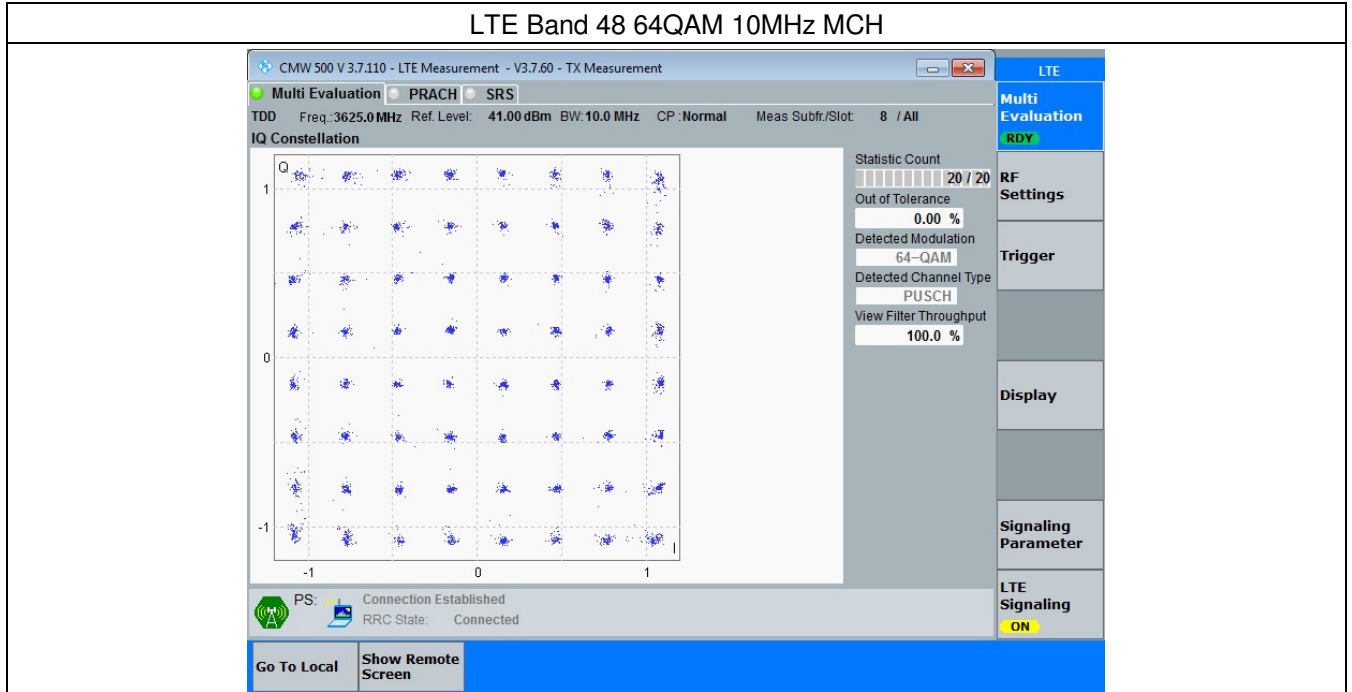 LTE Band 48 64QAM 10MHz MCH
CMW 500 V 3.7.110 - LTE Measurement - V3.7.60 - TX Measurement
LTE
Multi Evaluation PRACH SRS
Multi
Evaluation
RDY
TDD Freq.:3625.0 MHz Ref. Level: 41.00 dBm BW:10.0 MHz CP :Normal Meas Subfr./Slot: 8 / All
IQ Constellation
Q
1
0
-1
I
-1 0 1
Statistic Count
20 / 20
Out of Tolerance
0.00 %
Detected Modulation
64-QAM
Detected Channel Type
PUSCH
View Filter Throughput
100.0 %
RF
Settings
Trigger
Display
Signaling
Parameter
LTE
Signaling
ON
PS: Connection Established
RRC State: Connected
Go To Local
Show Remote
Screen